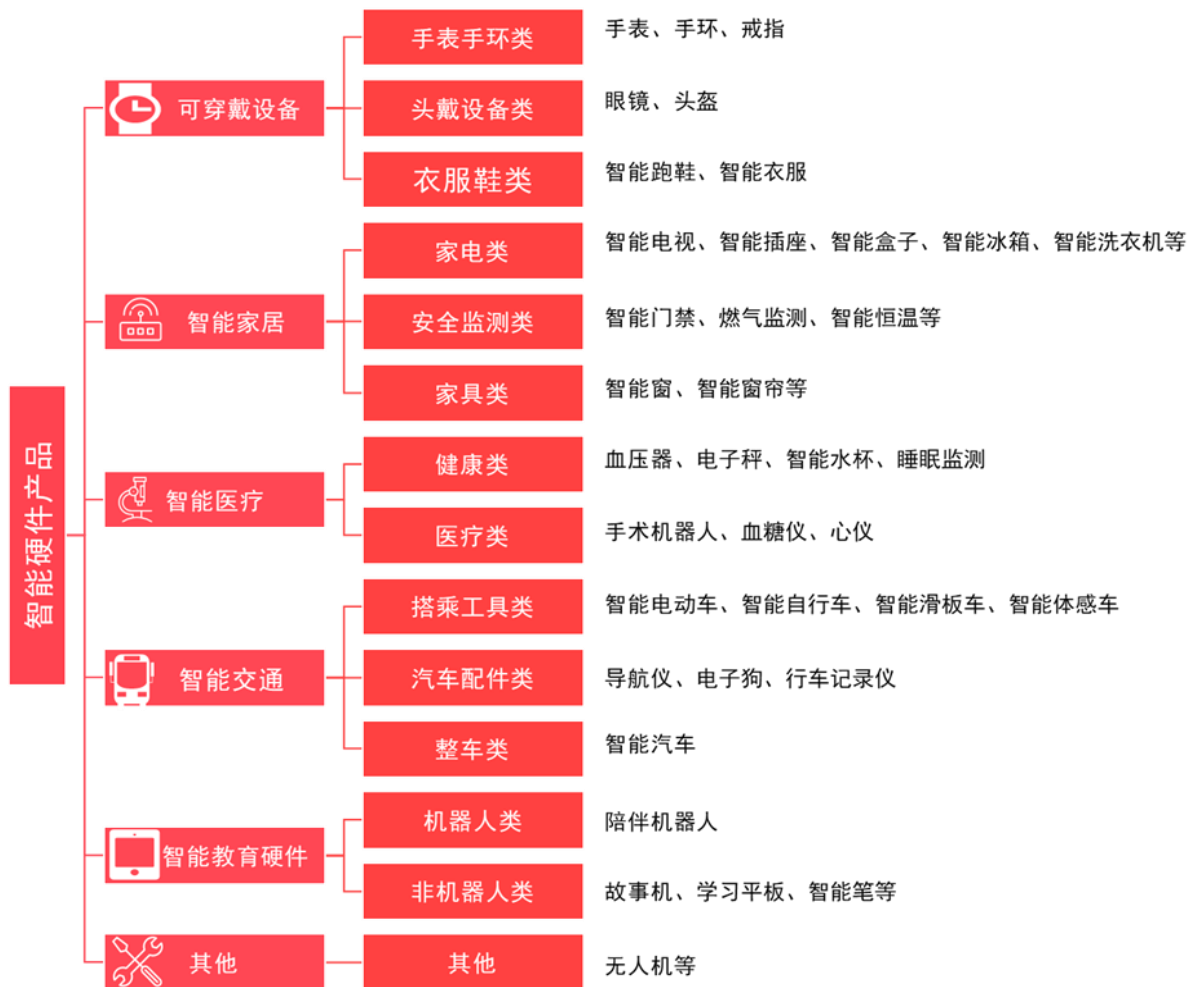 智能硬件产品
可穿戴设备
手表手环类
手表、手环、戒指
头戴设备类
眼镜、头盔
衣服鞋类
智能跑鞋、智能衣服
智能家居
家电类
智能电视、智能插座、智能盒子、智能冰箱、智能洗衣机等
安全监测类
智能门禁、燃气监测、智能恒温等
家具类
智能窗、智能窗帘等
智能医疗
健康类
血压器、电子秤、智能水杯、睡眠监测
医疗类
手术机器人、血糖仪、心仪
智能交通
搭乘工具类
智能电动车、智能自行车、智能滑板车、智能体感车
汽车配件类
导航仪、电子狗、行车记录仪
整车类
智能汽车
智能教育硬件
机器人类
陪伴机器人
非机器人类
故事机、学习平板、智能笔等
其他
其他
无人机等